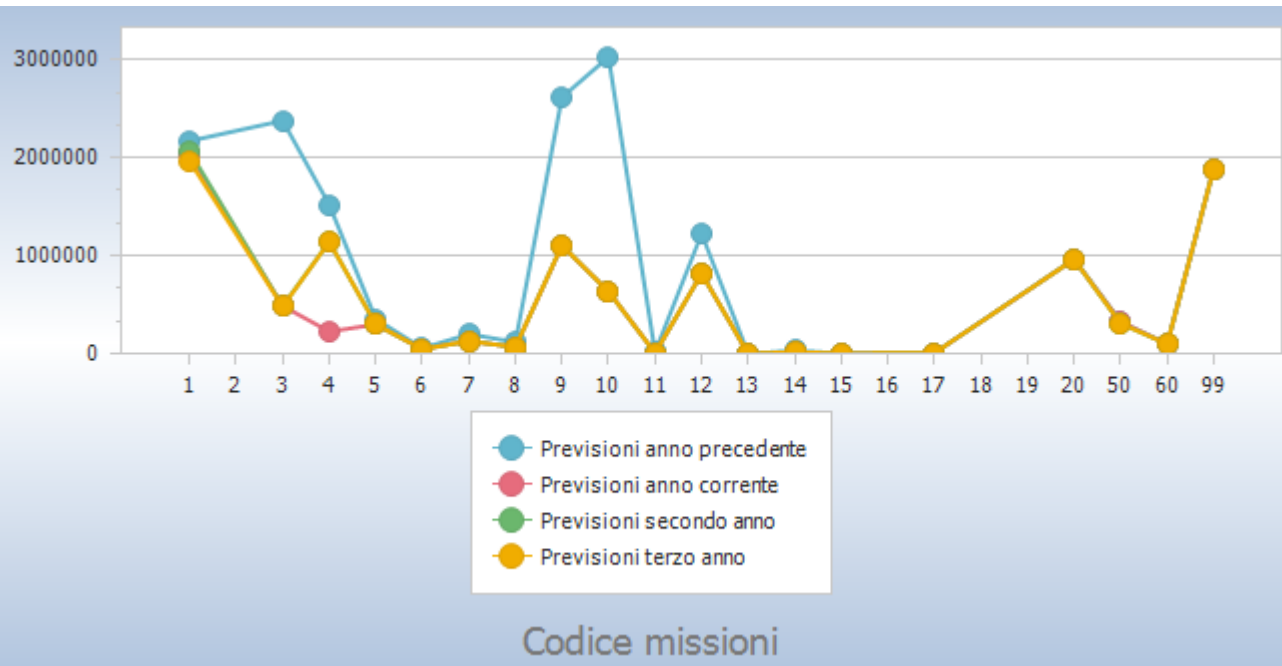 3000000
2000000
1000000
0
1 2 3 4 5 6 7 8 9 10 11 12 13 14 15 16 17 18 19 20 50 60 99
Previsioni anno precedente
Previsioni anno corrente
Previsioni secondo anno
Previsioni terzo anno
Codice missioni